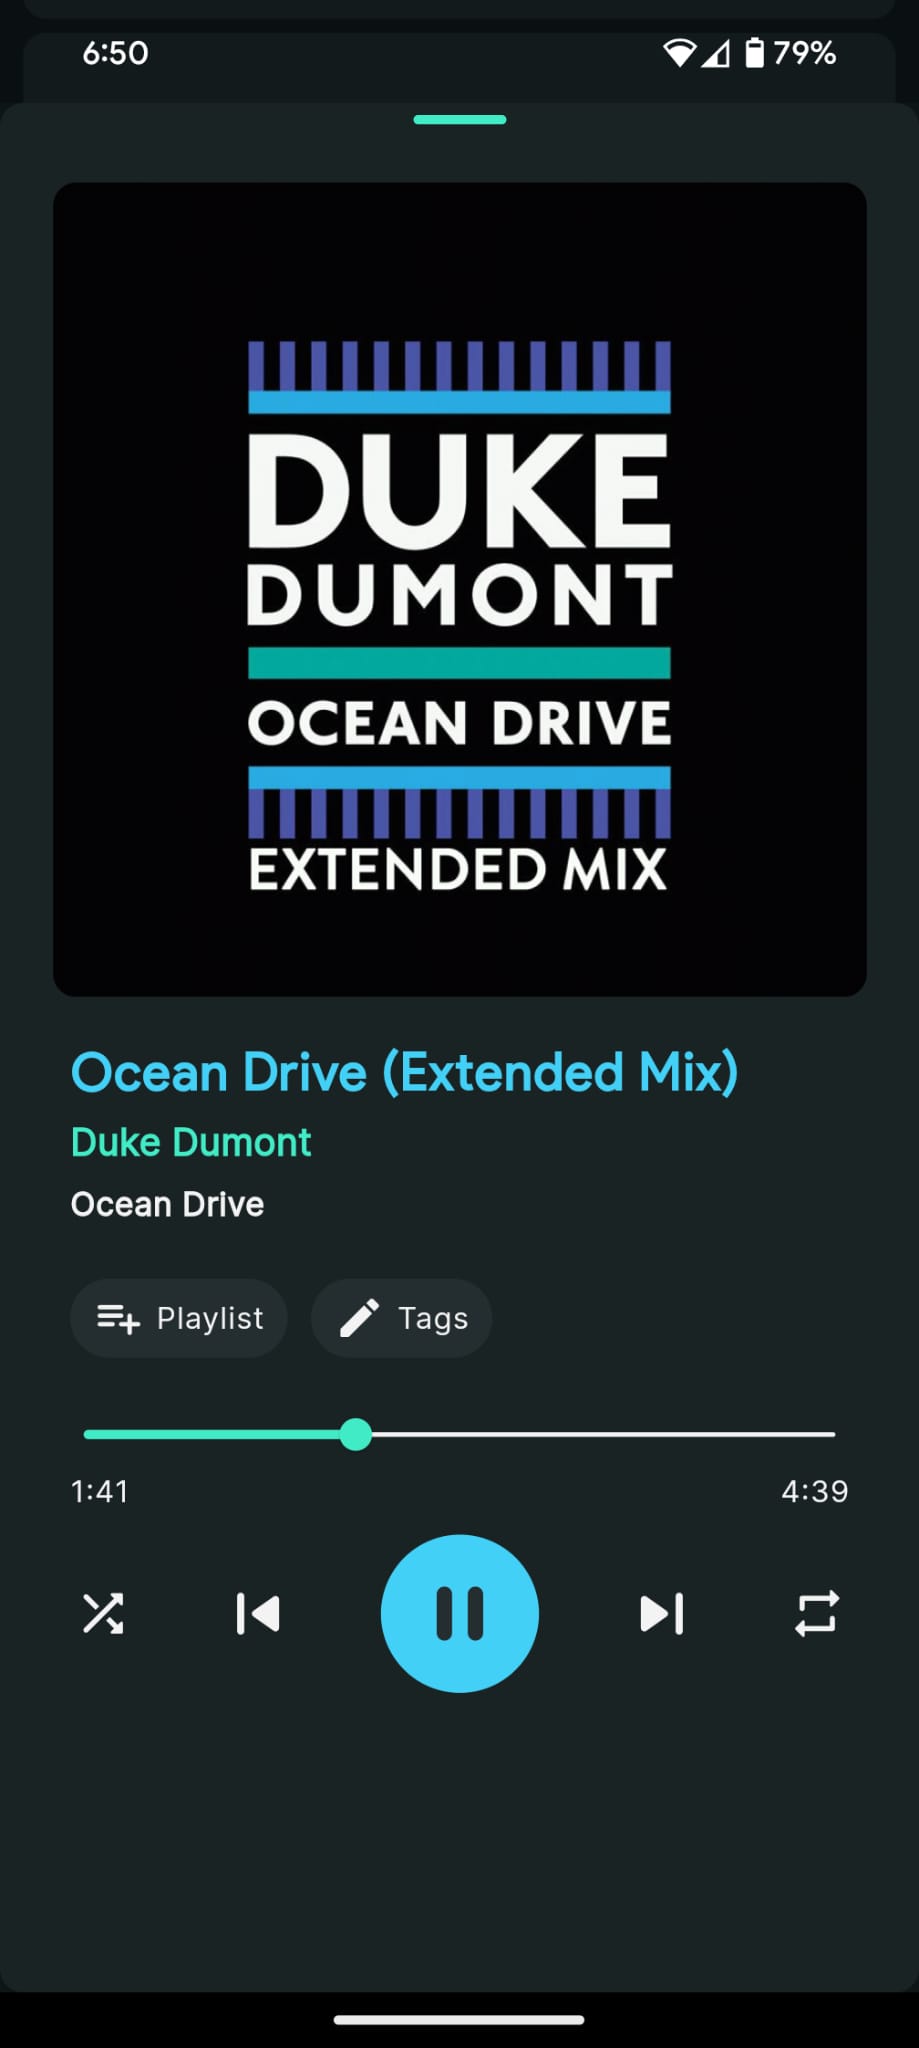 6:50 79%
DUKE
DUMONT
OCEAN DRIVE
EXTENDED MIX
Ocean Drive (Extended Mix)
Duke Dumont
Ocean Drive
Playlist Tags
1:41 4:39